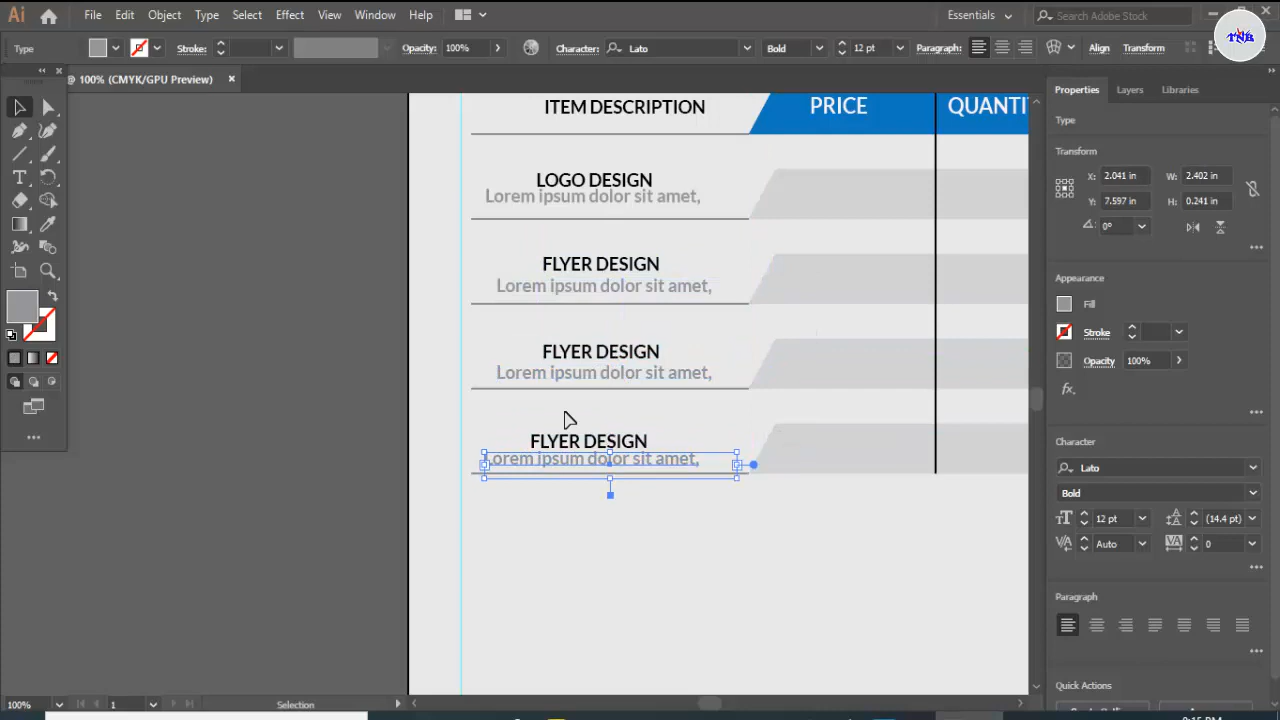 Ai File Edit Object Type Select Effect View Window Help Essentials Search Adobe Stock
TNB
Type Stroke: Opacity: 100% Character: Lato Bold 12 pt Paragraph: Align Transform
@ 100% (CMYK/GPU Preview) ×
Properties Layers Libraries
Type
Transform
X: 2.041 in W: 2.402 in
Y: 7.597 in H: 0.241 in
0°
Appearance
Fill
Stroke
Opacity 100%
fx.
Character
Lato
Bold
12 pt (14.4 pt)
Auto 0
Paragraph
Quick Actions
ITEM DESCRIPTION PRICE QUANTI
LOGO DESIGN
Lorem ipsum dolor sit amet,
FLYER DESIGN
Lorem ipsum dolor sit amet,
FLYER DESIGN
Lorem ipsum dolor sit amet,
FLYER DESIGN
Lorem ipsum dolor sit amet,
100% 1 Selection